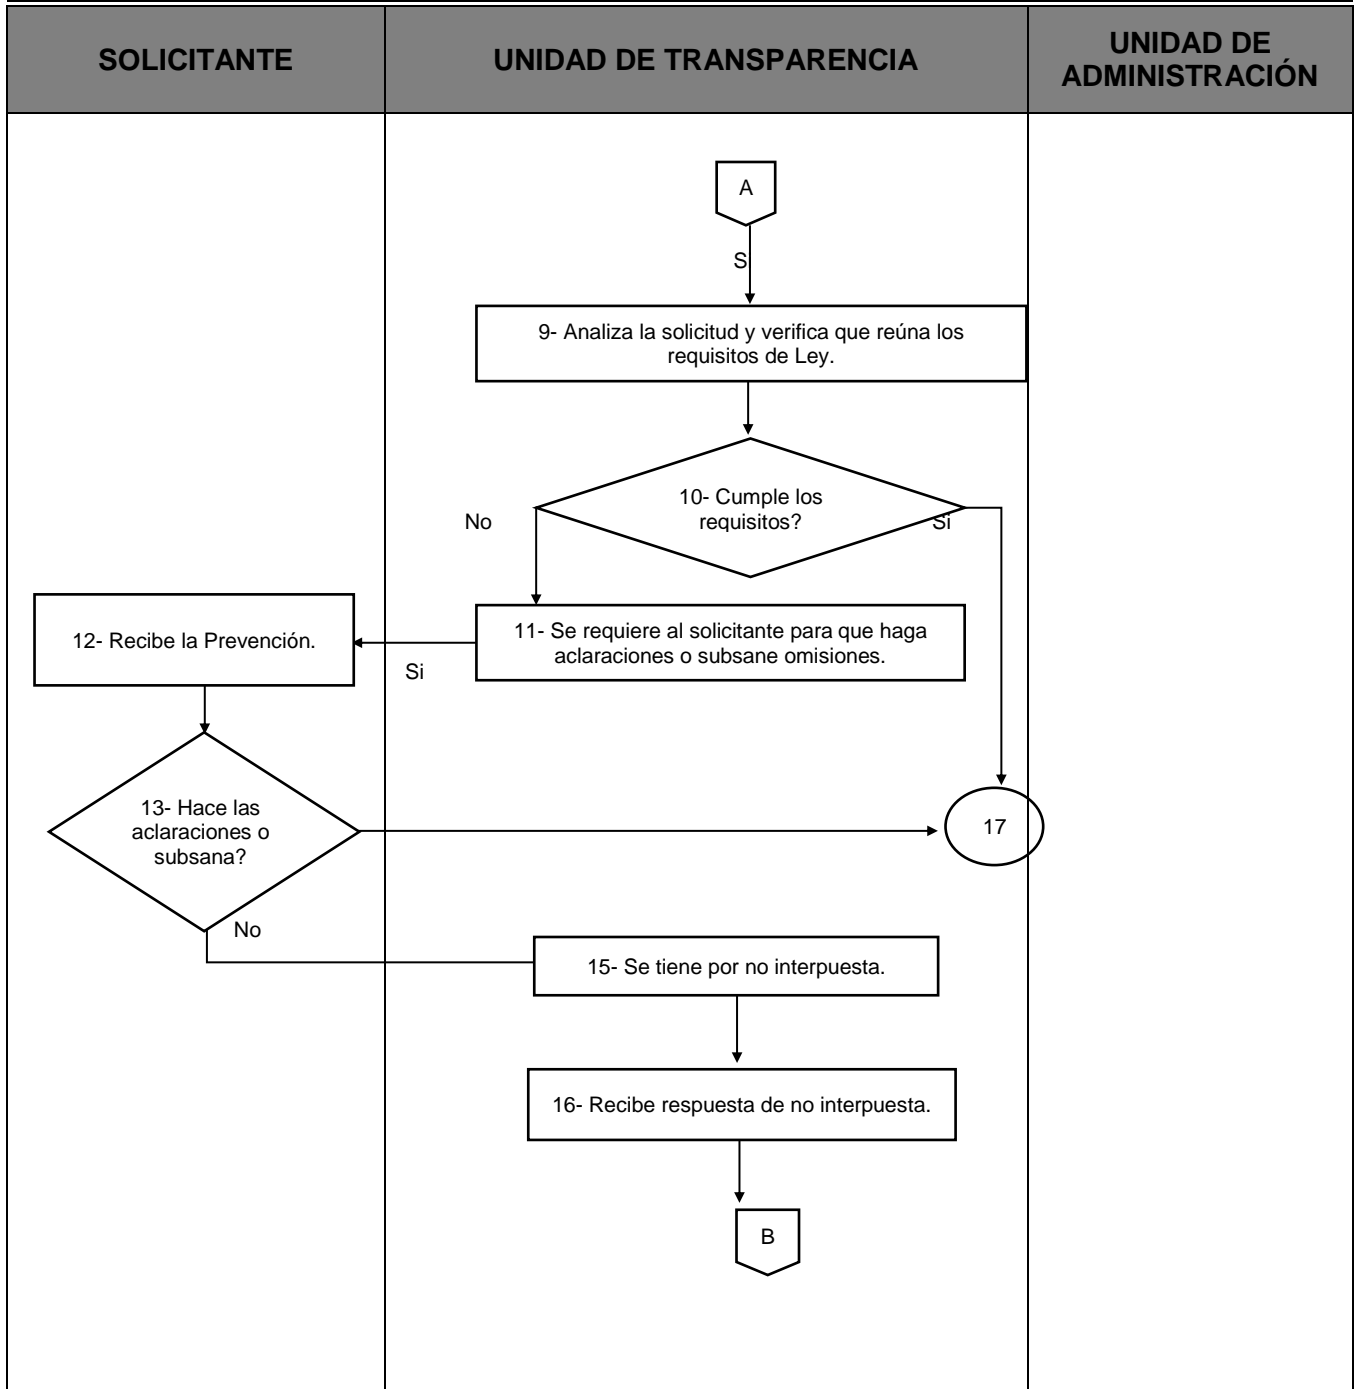 SOLICITANTE
UNIDAD DE TRANSPARENCIA
UNIDAD DE
ADMINISTRACIÓN
A
S
9- Analiza la solicitud y verifica que reúna los
requisitos de Ley.
10- Cumple los
requisitos?
No
Si
11- Se requiere al solicitante para que haga
aclaraciones o subsane omisiones.
12- Recibe la Prevención.
Si
13- Hace las
aclaraciones o
subsana?
17
No
15- Se tiene por no interpuesta.
16- Recibe respuesta de no interpuesta.
B